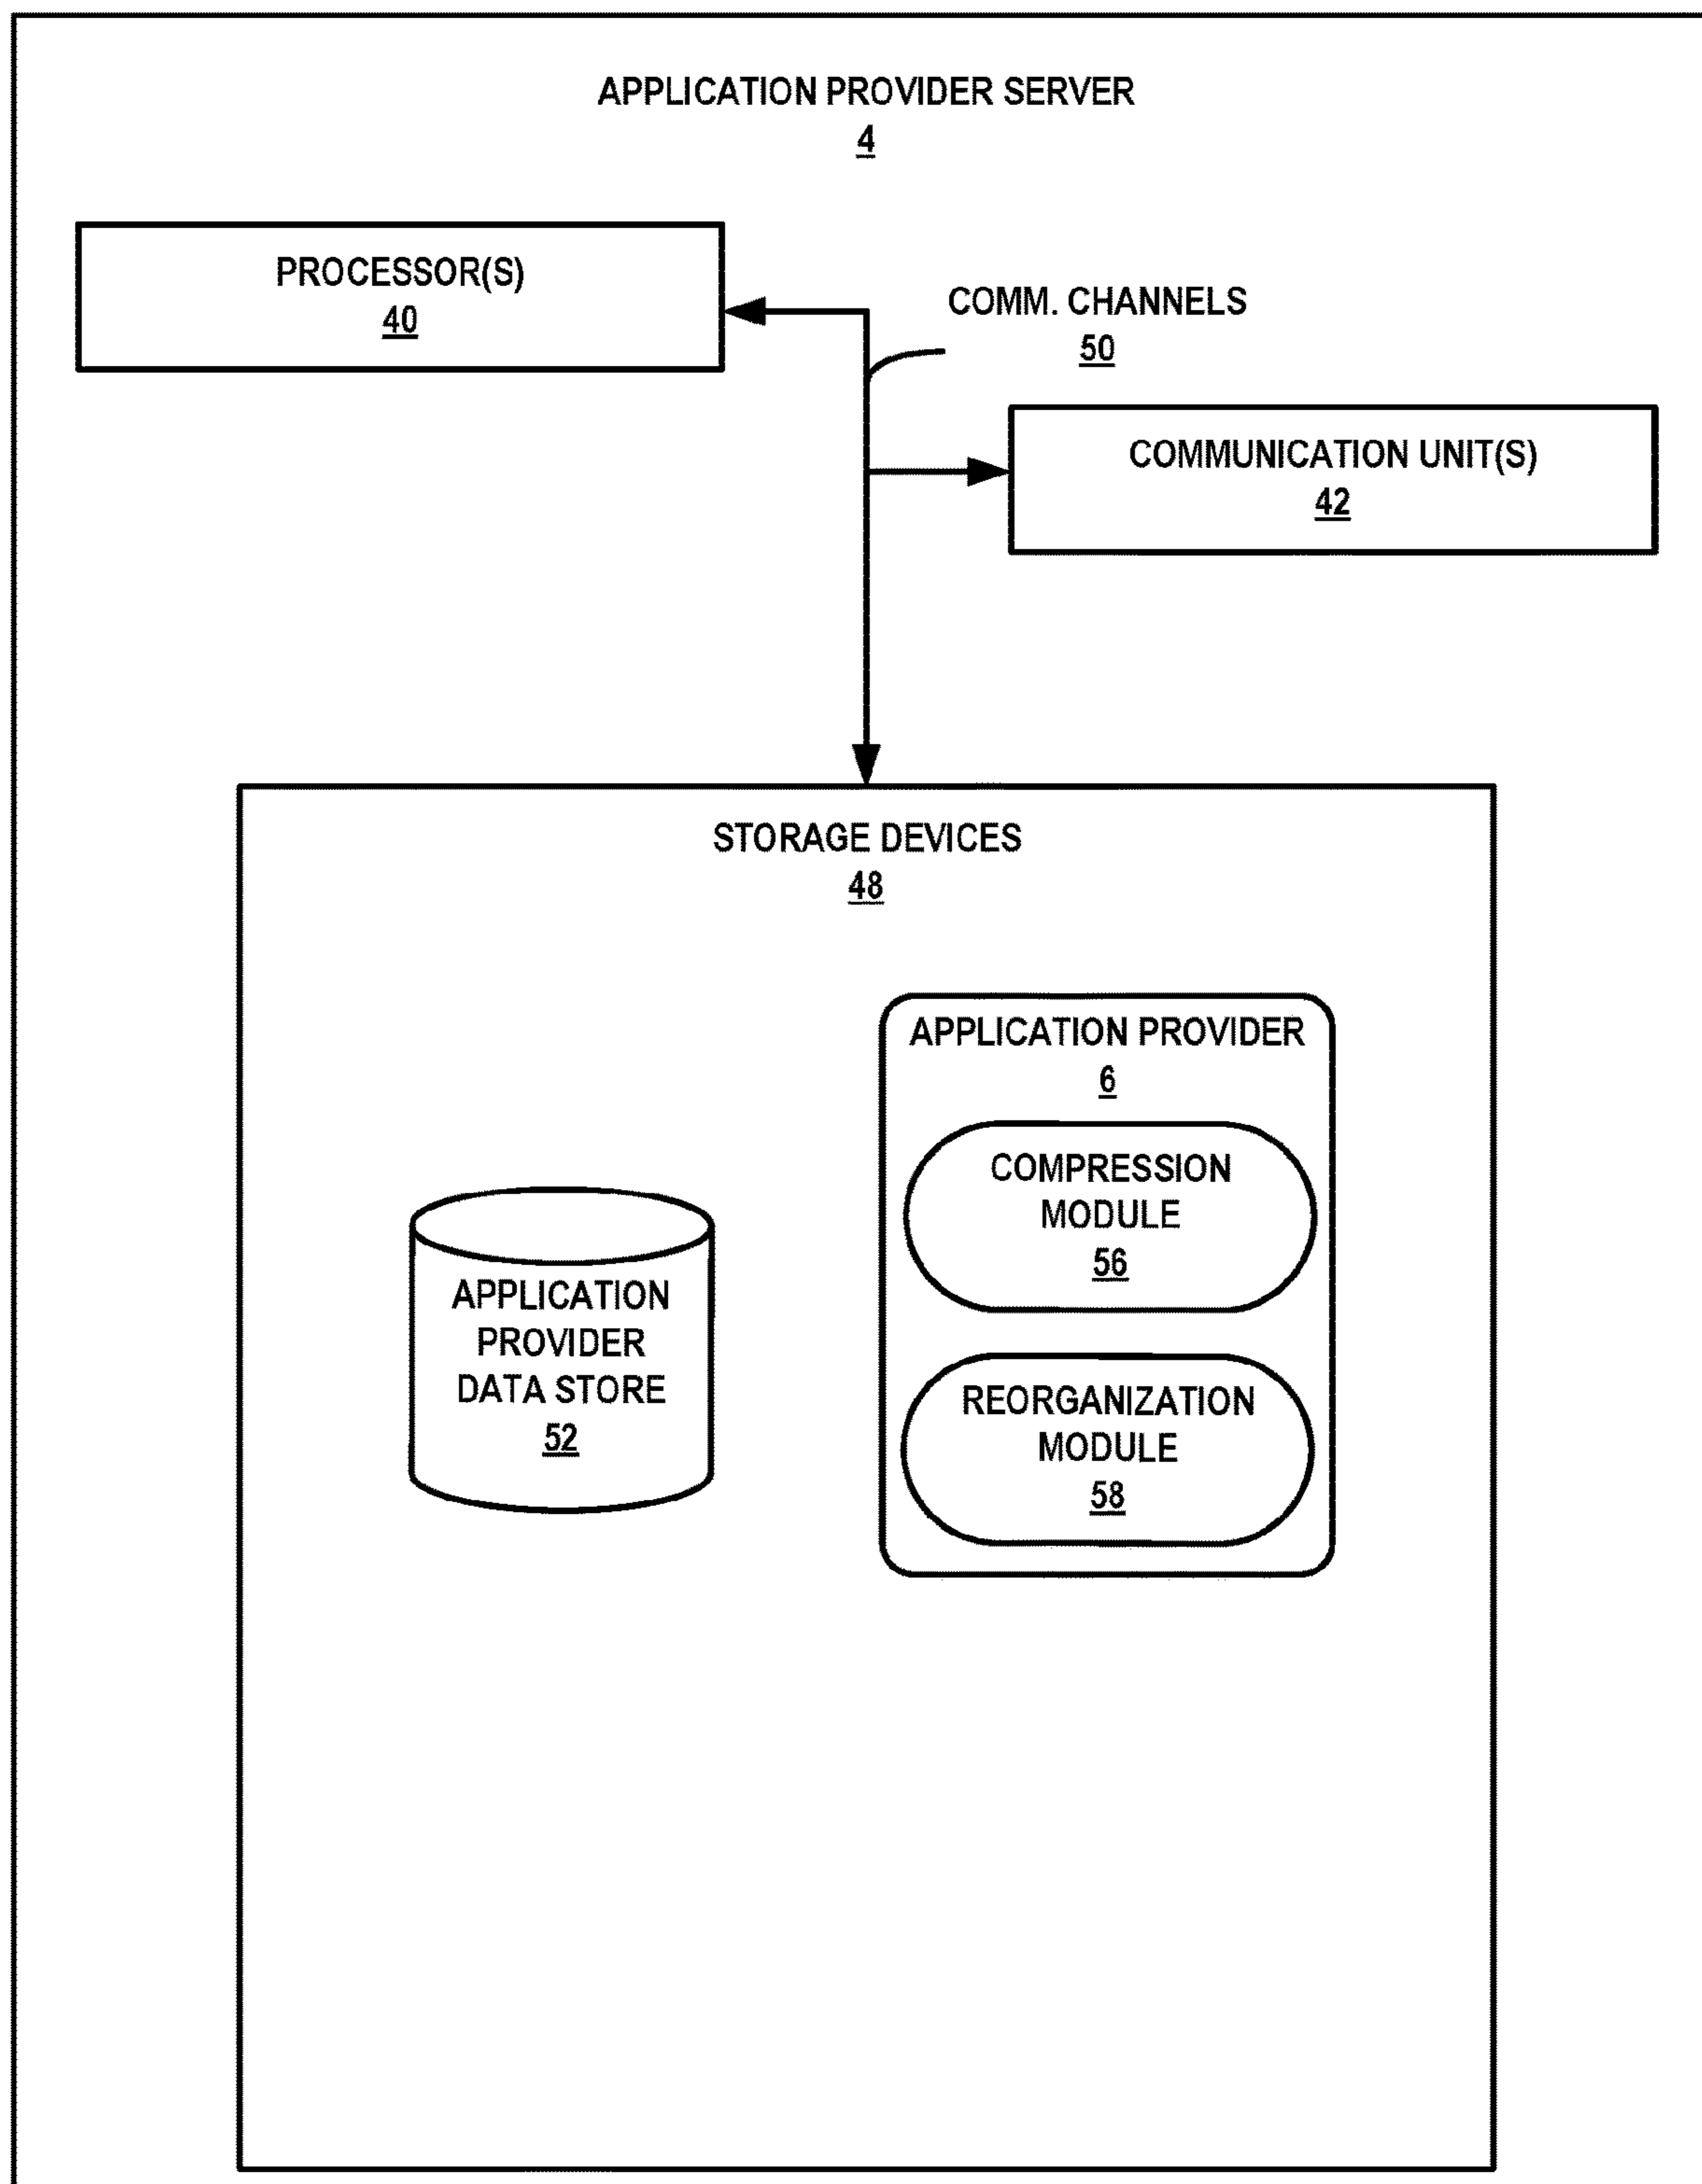 APPLICATION PROVIDER SERVER
4
PROCESSOR(S)
40
COMM. CHANNELS
50
COMMUNICATION UNIT(S)
42
STORAGE DEVICES
48
APPLICATION PROVIDER
6
COMPRESSION
MODULE
56
APPLICATION
PROVIDER
DATA STORE
52
REORGANIZATION
MODULE
58